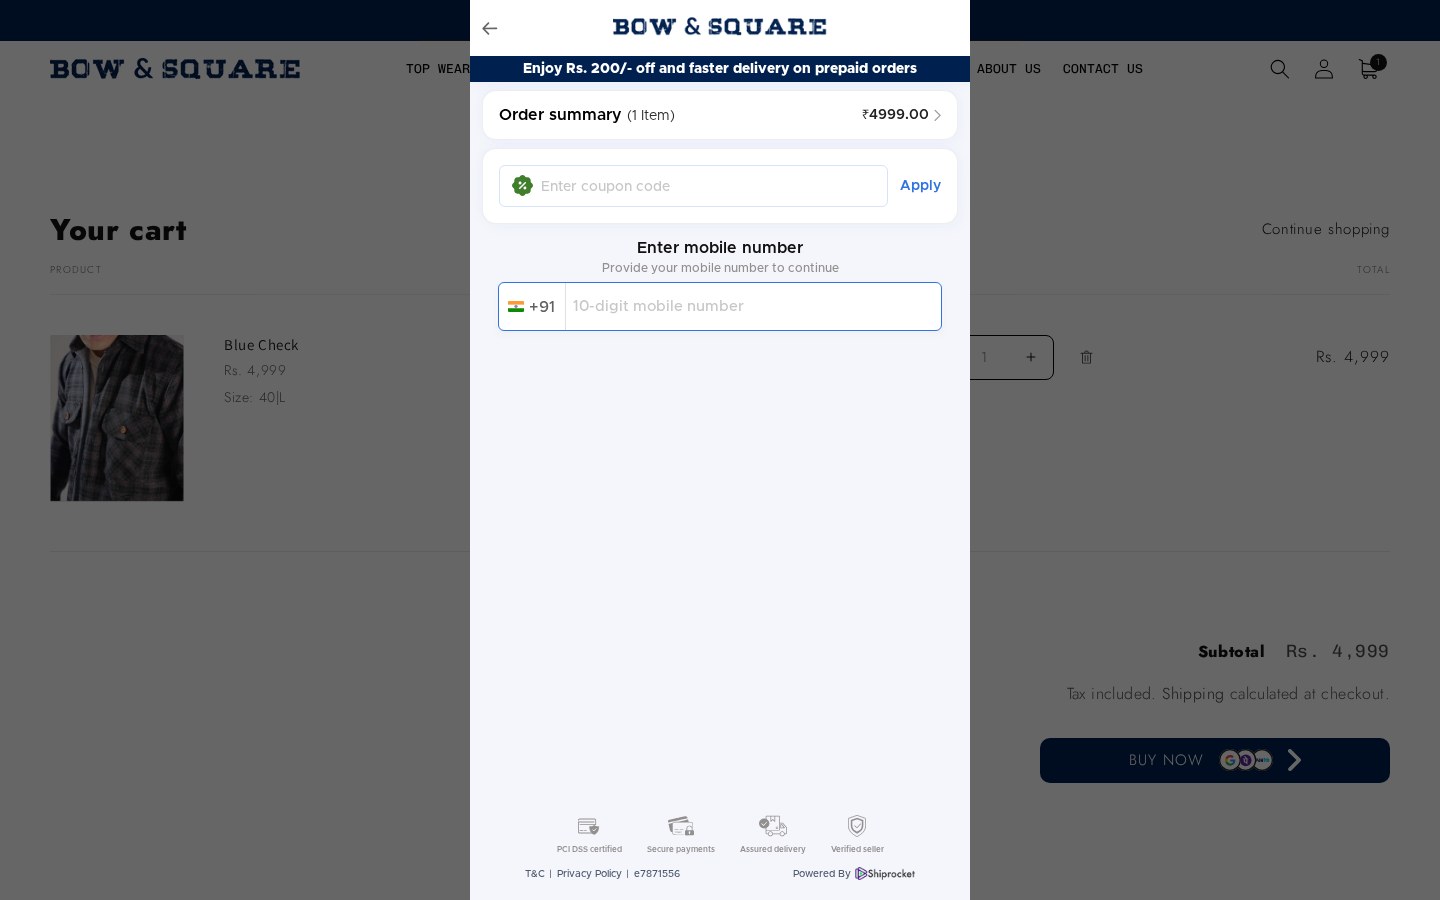 BOW & SQUARE
Enjoy Rs. 200/- off and faster delivery on prepaid orders
Order summary (1 Item) ₹4999.00
Enter coupon code Apply
Enter mobile number
Provide your mobile number to continue
+91 10-digit mobile number
PCI DSS certified Secure payments Assured delivery Verified seller
T&C | Privacy Policy | e7871556 Powered By Shiprocket
BOW & SQUARE TOP WEAR ABOUT US CONTACT US 1
Your cart Continue shopping
PRODUCT TOTAL
Blue Check 1 + Rs. 4,999
Rs. 4,999
Size: 40|L
Subtotal Rs. 4,999
Tax included. Shipping calculated at checkout.
BUY NOW